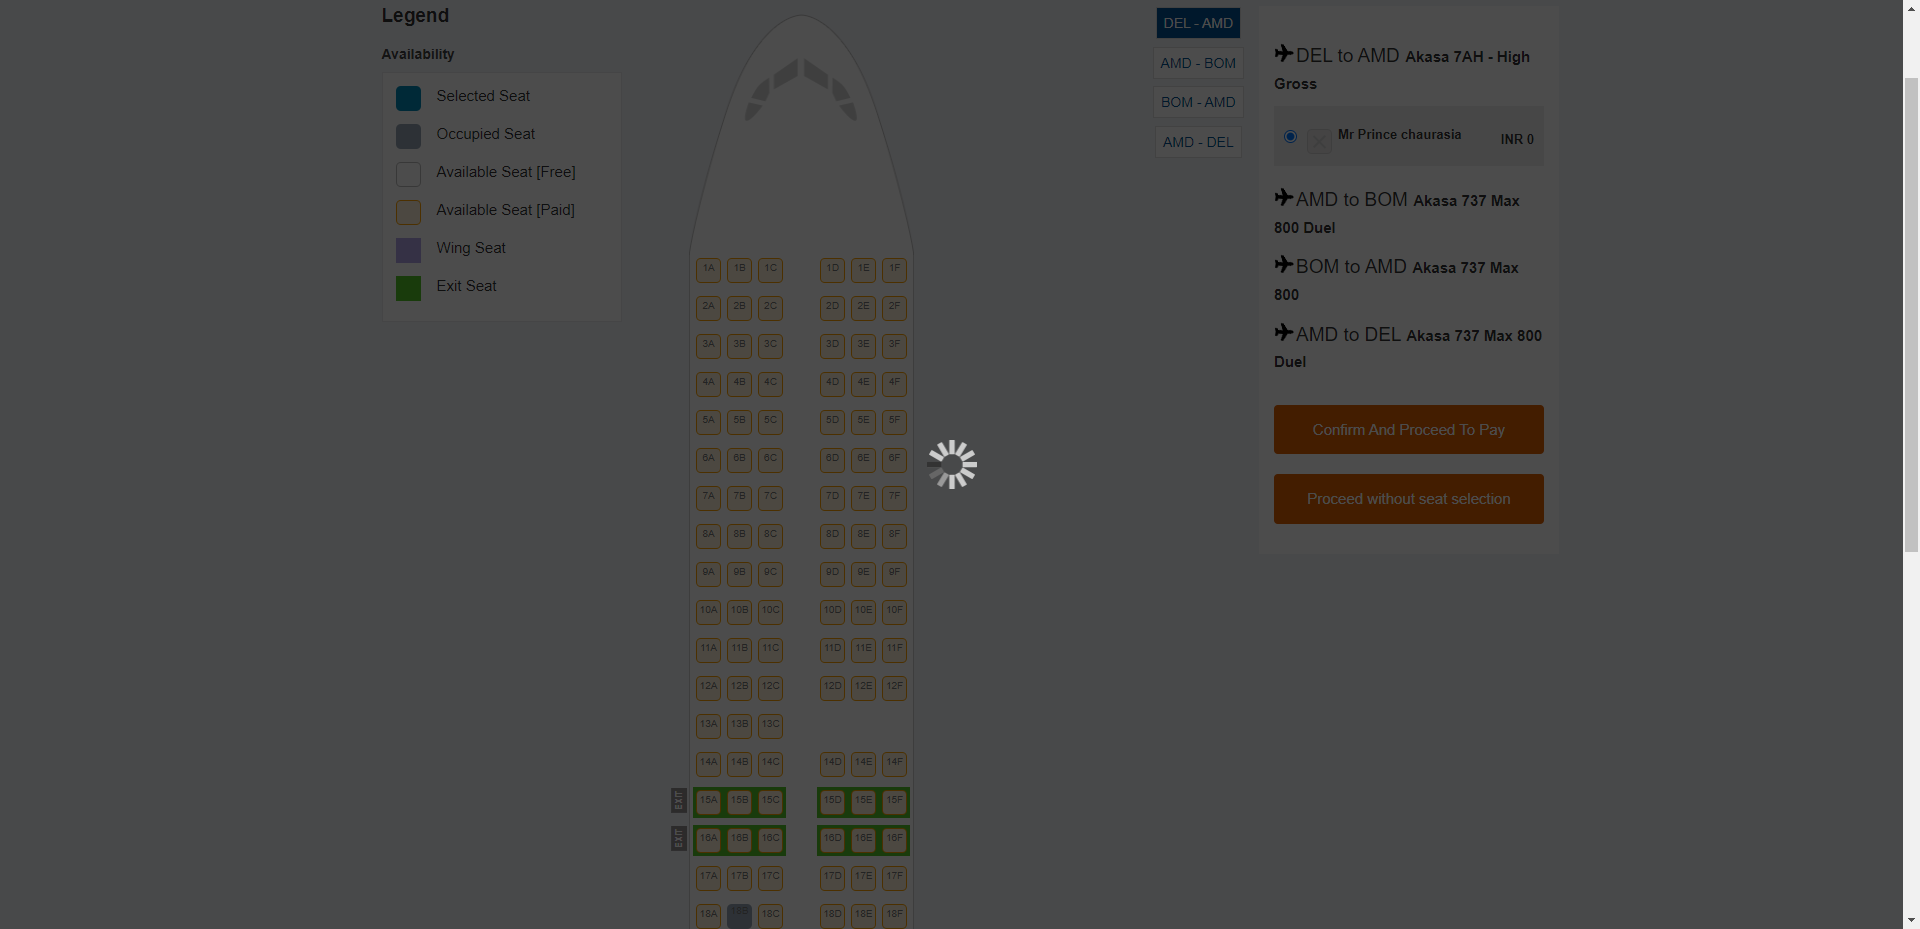 Legend
Availability
Selected Seat
Occupied Seat
Available Seat [Free]
Available Seat [Paid]
Wing Seat
Exit Seat
1A 1B 1C 1D 1E 1F
2A 2B 2C 2D 2E 2F
3A 3B 3C 3D 3E 3F
4A 4B 4C 4D 4E 4F
5A 5B 5C 5D 5E 5F
6A 6B 6C 6D 6E 6F
7A 7B 7C 7D 7E 7F
8A 8B 8C 8D 8E 8F
9A 9B 9C 9D 9E 9F
10A 10B 10C 10D 10E 10F
11A 11B 11C 11D 11E 11F
12A 12B 12C 12D 12E 12F
13A 13B 13C
14A 14B 14C 14D 14E 14F
EXIT 15A 15B 15C 15D 15E 15F
EXIT 16A 16B 16C 16D 16E 16F
17A 17B 17C 17D 17E 17F
18A 18C 18D 18E 18F
DEL - AMD
AMD - BOM
BOM - AMD
AMD - DEL
DEL to AMD Akasa 7AH - High
Gross
Mr Prince chaurasia INR 0
AMD to BOM Akasa 737 Max
800 Duel
BOM to AMD Akasa 737 Max
800
AMD to DEL Akasa 737 Max 800
Duel
Confirm And Proceed To Pay
Proceed without seat selection